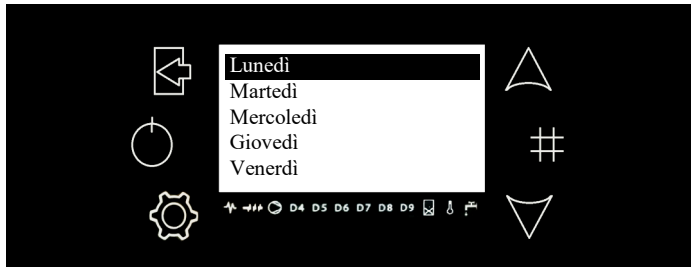 Lunedì
Martedì
Mercoledì
Giovedì
Venerdì
D4 D5 D6 D7 D8 D9